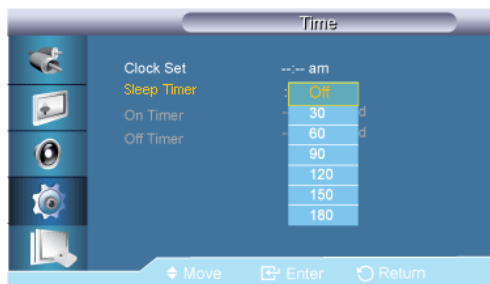 Time
Clock Set --:-- am
Sleep Timer : Off
On Timer - 30 d
Off Timer - 60 d
90
120
150
180
Move Enter Return